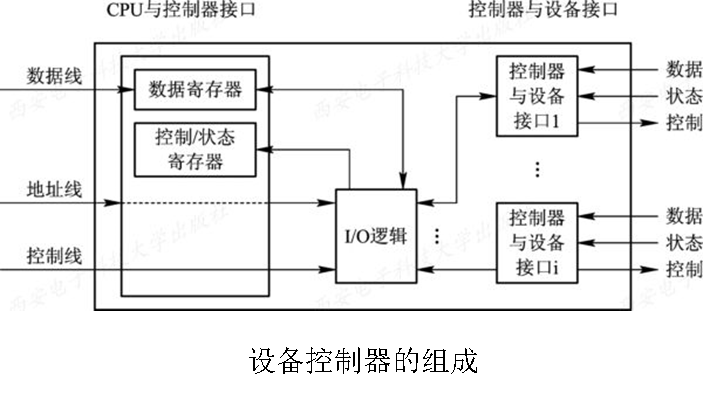 CPU与控制器接口
控制器与设备接口
数据线
数据寄存器
控制/状态
寄存器
地址线
控制线
I/O逻辑
控制器
与设备
接口1
数据
状态
控制
控制器
与设备
接口i
数据
状态
控制
设备控制器的组成
西安电子科技大学出版社